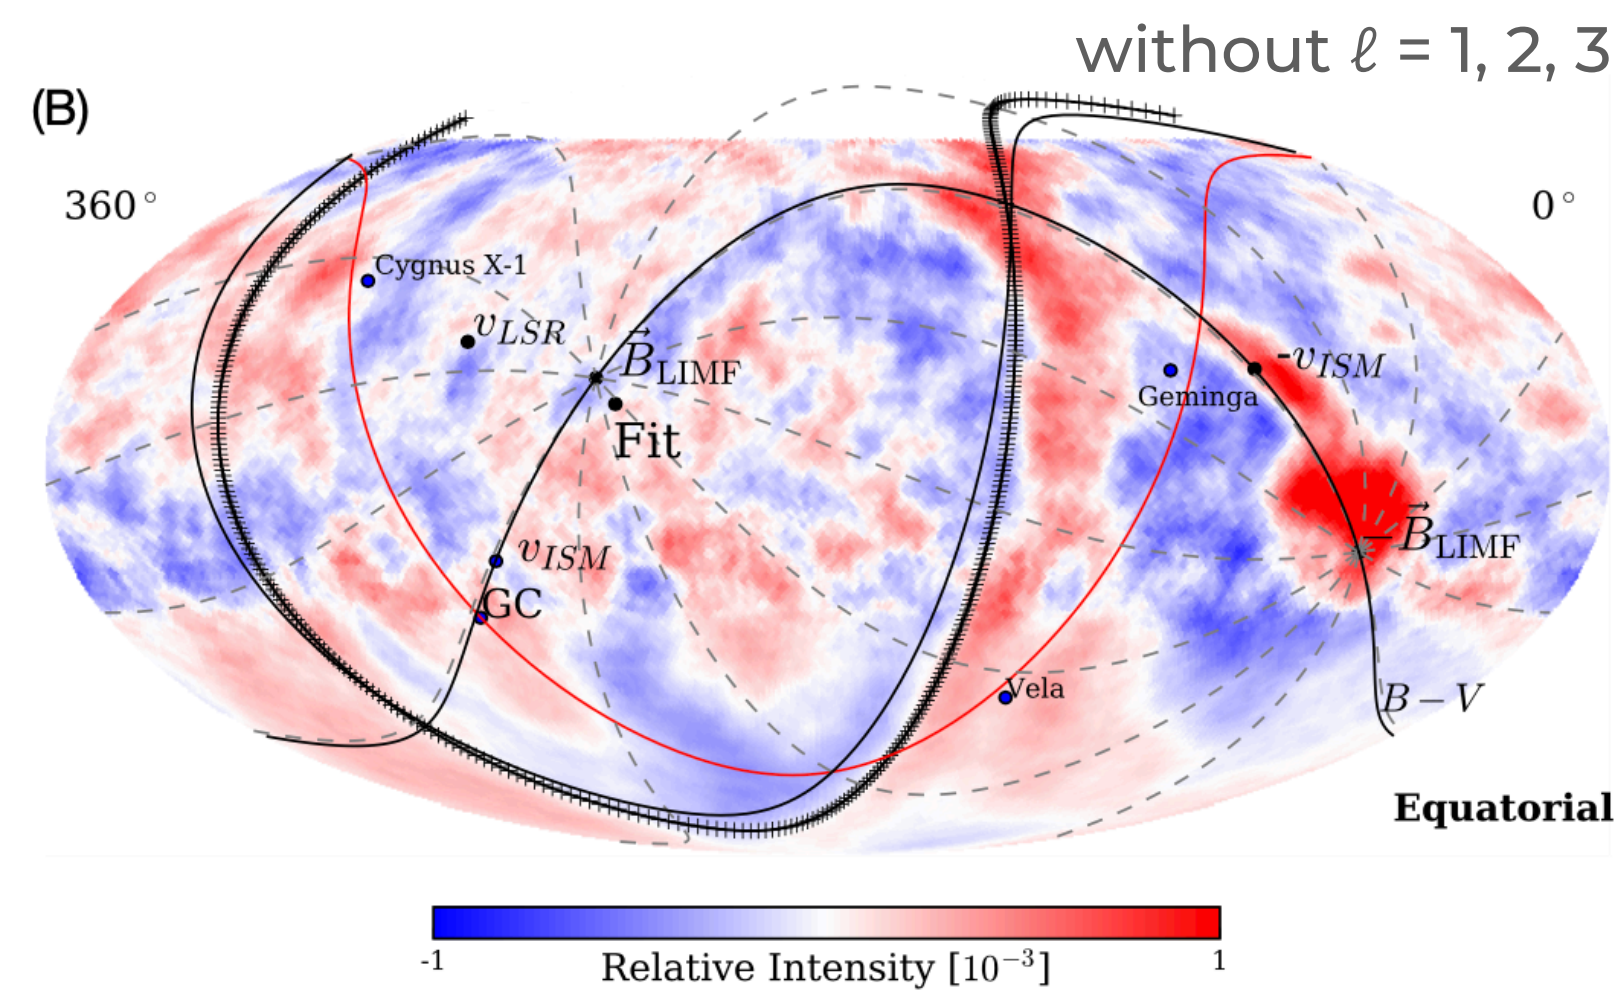 without ℓ = 1, 2, 3
(B)
360°
0°
Cygnus X-1
v_LSR
B⃗_LIMF
-v_ISM
Geminga
Fit
−B⃗_LIMF
v_ISM
GC
Vela
B − V
Equatorial
-1
Relative Intensity [10⁻³]
1